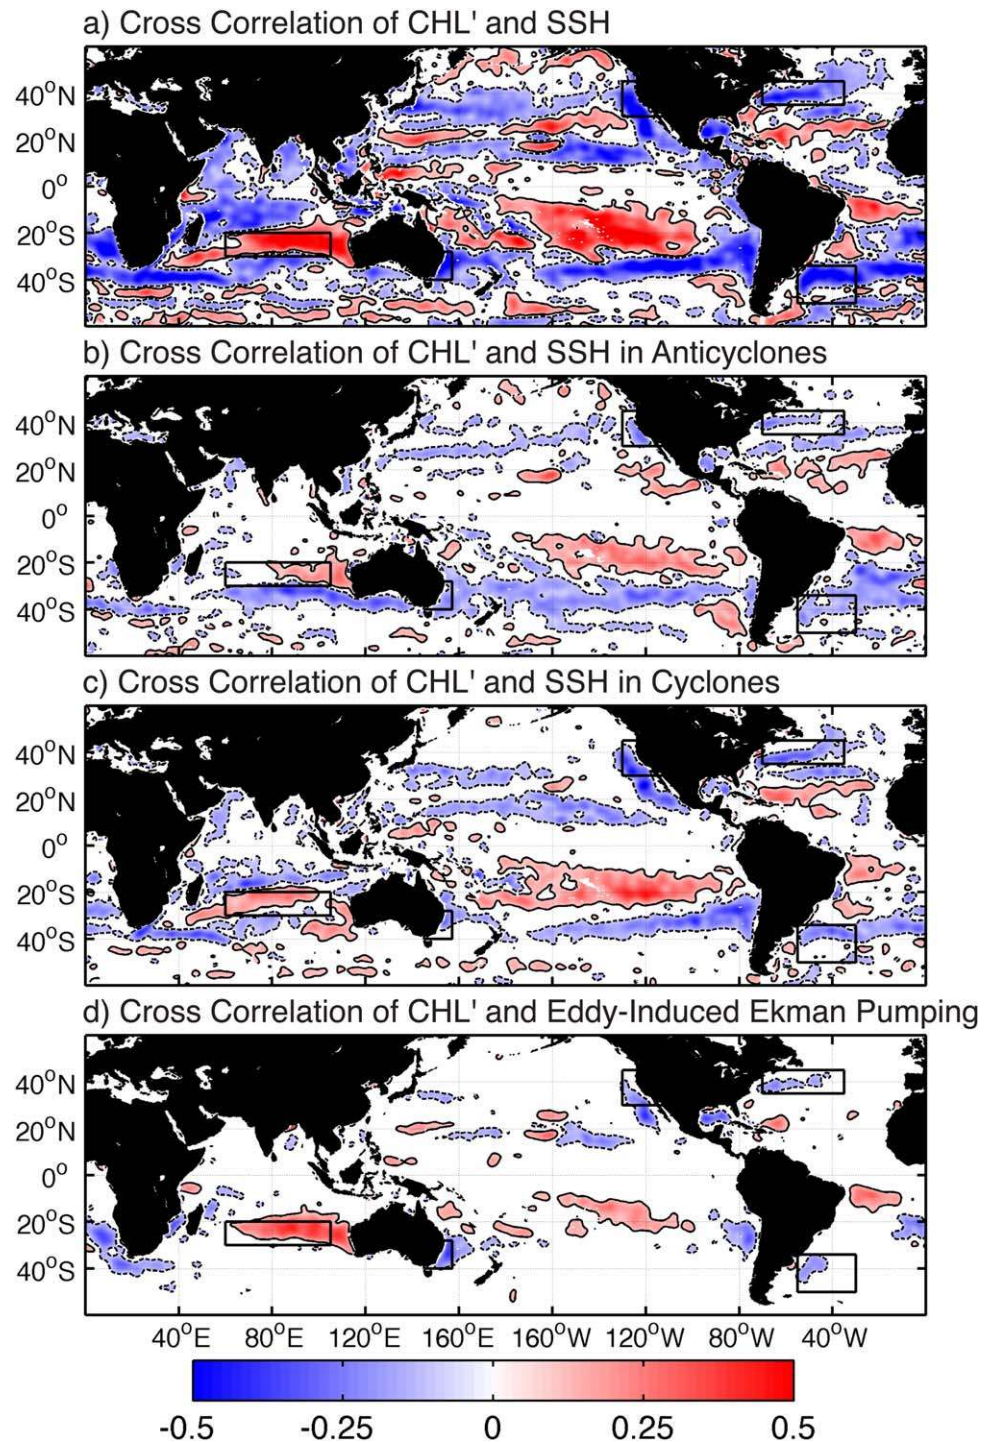 a) Cross Correlation of CHL' and SSH
40°N
20°N
0°
20°S
40°S
b) Cross Correlation of CHL' and SSH in Anticyclones
40°N
20°N
0°
20°S
40°S
c) Cross Correlation of CHL' and SSH in Cyclones
40°N
20°N
0°
20°S
40°S
d) Cross Correlation of CHL' and Eddy-Induced Ekman Pumping
40°N
20°N
0°
20°S
40°S
40°E 80°E 120°E 160°E 160°W 120°W 80°W 40°W
-0.5 -0.25 0 0.25 0.5